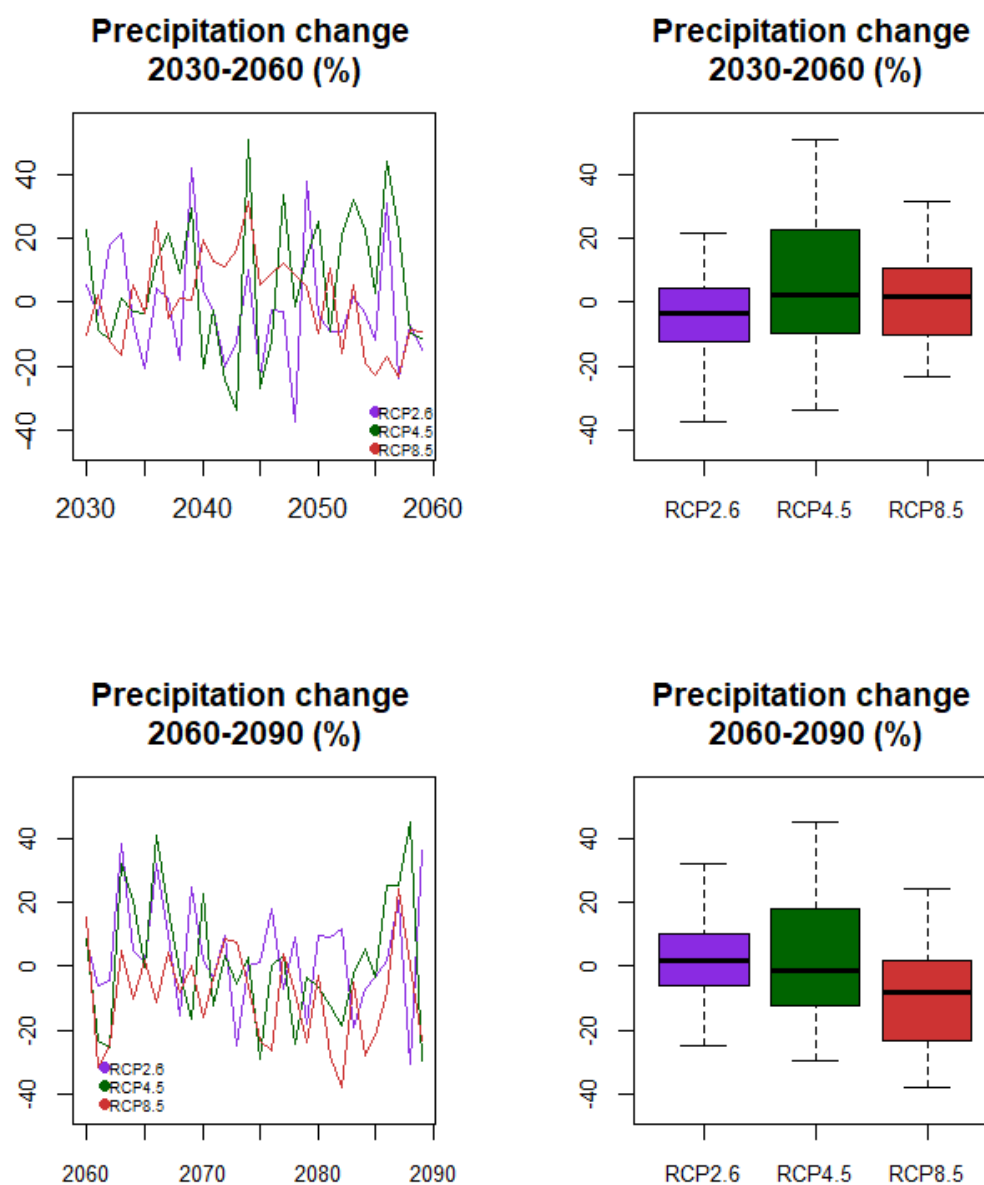 Precipitation change
2030-2060 (%)
40
20
0
-20
-40
RCP2.6
RCP4.5
RCP8.5
2030 2040 2050 2060
Precipitation change
2030-2060 (%)
40
20
0
-20
-40
RCP2.6 RCP4.5 RCP8.5
Precipitation change
2060-2090 (%)
40
20
0
-20
-40
RCP2.6
RCP4.5
RCP8.5
2060 2070 2080 2090
Precipitation change
2060-2090 (%)
40
20
0
-20
-40
RCP2.6 RCP4.5 RCP8.5